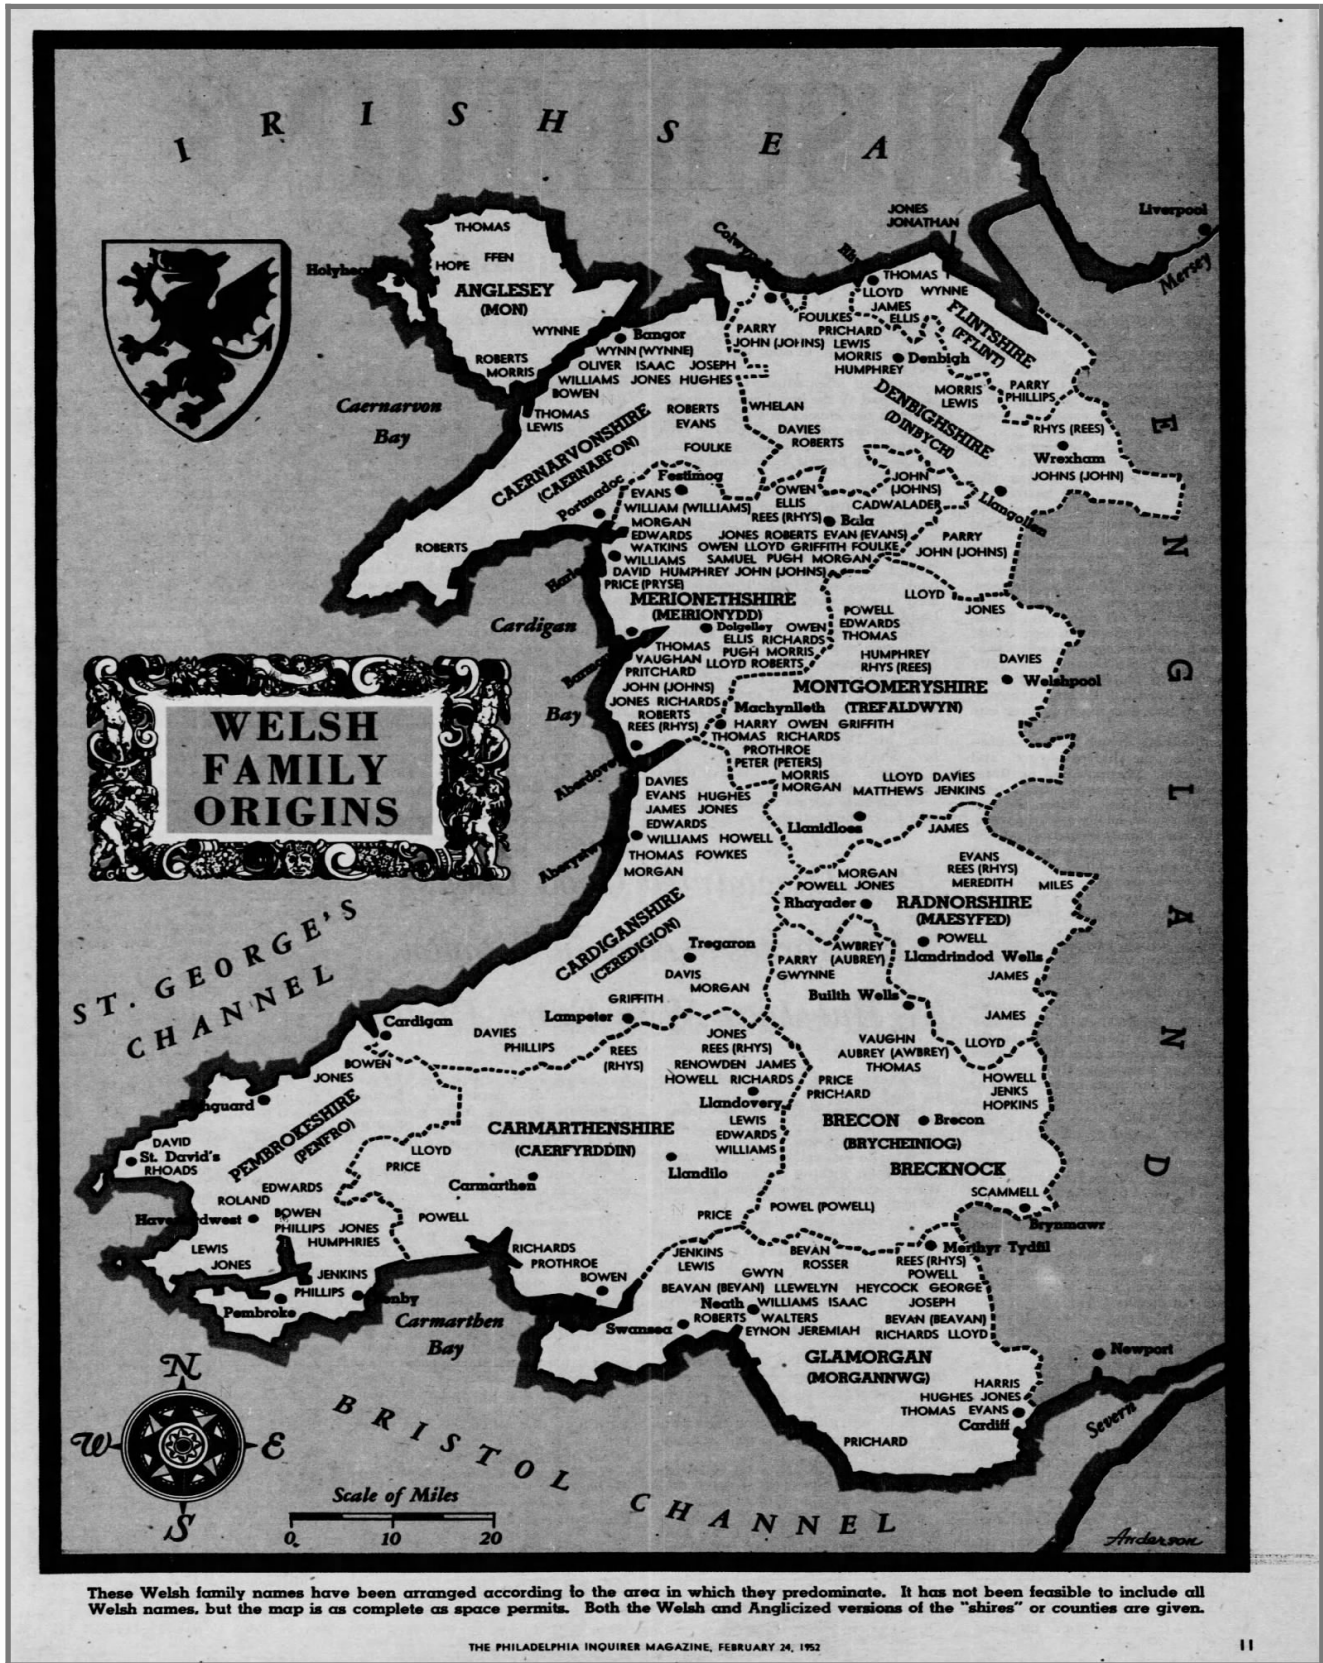 IRISH SEA
JONES
JONATHAN
Liverpool
Mersey
THOMAS
FFEN
HOPE
ANGLESEY
(MON)
WYNNE
ROBERTS
MORRIS
Caernarvon
Bay
THOMAS
LLOYD WYNNE
JAMES
ELLIS
FLINTSHIRE
(FFLINT)
FOULKES
PARRY
JOHN (JOHNS)
PRICHARD
LEWIS
MORRIS
HUMPHREY
Denbigh
Bangor
WYNN (WYNNE)
OLIVER ISAAC JOSEPH
WILLIAMS JONES HUGHES
BOWEN
THOMAS
LEWIS
ROBERTS
EVANS
FOULKE
CAERNARVONSHIRE
(CAERNARFON)
WHELAN
DAVIES
ROBERTS
DENBIGHSHIRE
(DINBYCH)
MORRIS
LEWIS
PARRY
PHILLIPS
RHYS (REES)
Wrexham
JOHNS (JOHN)
Llangollen
JOHN
(JOHNS)
CADWALADER
PARRY
JOHN (JOHNS)
Festiniog
Portmadoc
ROBERTS
EVANS
WILLIAM (WILLIAMS)
MORGAN
EDWARDS
WATKINS
WILLIAMS
OWEN
ELLIS
REES (RHYS)
Bala
JONES ROBERTS EVAN (EVANS)
OWEN LLOYD GRIFFITH FOULKE
SAMUEL PUGH MORGAN
DAVID HUMPHREY JOHN (JOHNS)
PRICE (PRYSE)
MERIONETHSHIRE
(MEIRIONYDD)
Dolgelley
OWEN
ELLIS RICHARDS
PUGH MORRIS
LLOYD ROBERTS
THOMAS
VAUGHAN
PRITCHARD
JOHN (JOHNS)
JONES RICHARDS
ROBERTS
REES (RHYS)
Cardigan
Bay
LLOYD
JONES
POWELL
EDWARDS
THOMAS
HUMPHREY
RHYS (REES)
DAVIES
Welshpool
MONTGOMERYSHIRE
(TREFALDWYN)
Machynlleth
HARRY OWEN GRIFFITH
THOMAS RICHARDS
PROTHROE
PETER (PETERS)
MORRIS
MORGAN
LLOYD DAVIES
MATTHEWS JENKINS
Llanidloes
JAMES
ENGLAND
WELSH
FAMILY
ORIGINS
DAVIES
EVANS HUGHES
JAMES JONES
EDWARDS
WILLIAMS HOWELL
THOMAS FOWKES
MORGAN
CARDIGANSHIRE
(CEREDIGION)
Tregaron
DAVIS
MORGAN
GRIFFITH
Lampeter
Cardigan
DAVIES
PHILLIPS
EVANS
REES (RHYS)
MEREDITH
MILES
MORGAN
POWELL JONES
Rhayader
RADNORSHIRE
(MAESYFED)
POWELL
Llandrindod Wells
JAMES
JAMES
LLOYD
AWBREY
(AUBREY)
PARRY
GWYNNE
Builth Wells
VAUGHN
AUBREY (AWBREY)
THOMAS
PRICE
PRICHARD
HOWELL
JENKS
HOPKINS
BRECON
Brecon
(BRYCHEINIOG)
BRECKNOCK
SCAMMELL
Brynmawr
POWEL (POWELL)
ST. GEORGE'S
CHANNEL
BOWEN
JONES
PEMBROKESHIRE
(PENFRO)
DAVID
St. David's
RHOADS
EDWARDS
ROLAND
BOWEN
PHILLIPS JONES
HUMPHRIES
LEWIS
JONES
JENKINS
PHILLIPS
Pembroke
REES
(RHYS)
JONES
REES (RHYS)
RENOWDEN JAMES
HOWELL RICHARDS
Llandovery
LEWIS
EDWARDS
WILLIAMS
CARMARTHENSHIRE
(CAERFYRDDIN)
LLOYD
PRICE
Llandilo
Carmarthen
POWELL
PRICE
RICHARDS
PROTHROE
BOWEN
Carmarthen
Bay
JENKINS
LEWIS
BEVAN
ROSSER
Merthyr Tydfil
REES (RHYS)
POWELL
GWYN
BEAVAN (BEVAN) LLEWELYN HEYCOCK GEORGE
Neath WILLIAMS ISAAC JOSEPH
Swansea ROBERTS WALTERS BEVAN (BEAVAN)
EYNON JEREMIAH RICHARDS LLOYD
GLAMORGAN
(MORGANNWG)
Newport
HARRIS
HUGHES JONES
THOMAS EVANS
Cardiff
PRICHARD
Severn
BRISTOL CHANNEL
N
W E
S
Scale of Miles
0 10 20
Anderson
These Welsh family names have been arranged according to the area in which they predominate. It has not been feasible to include all
Welsh names, but the map is as complete as space permits. Both the Welsh and Anglicized versions of the "shires" or counties are given.
THE PHILADELPHIA INQUIRER MAGAZINE, FEBRUARY 24, 1952 11